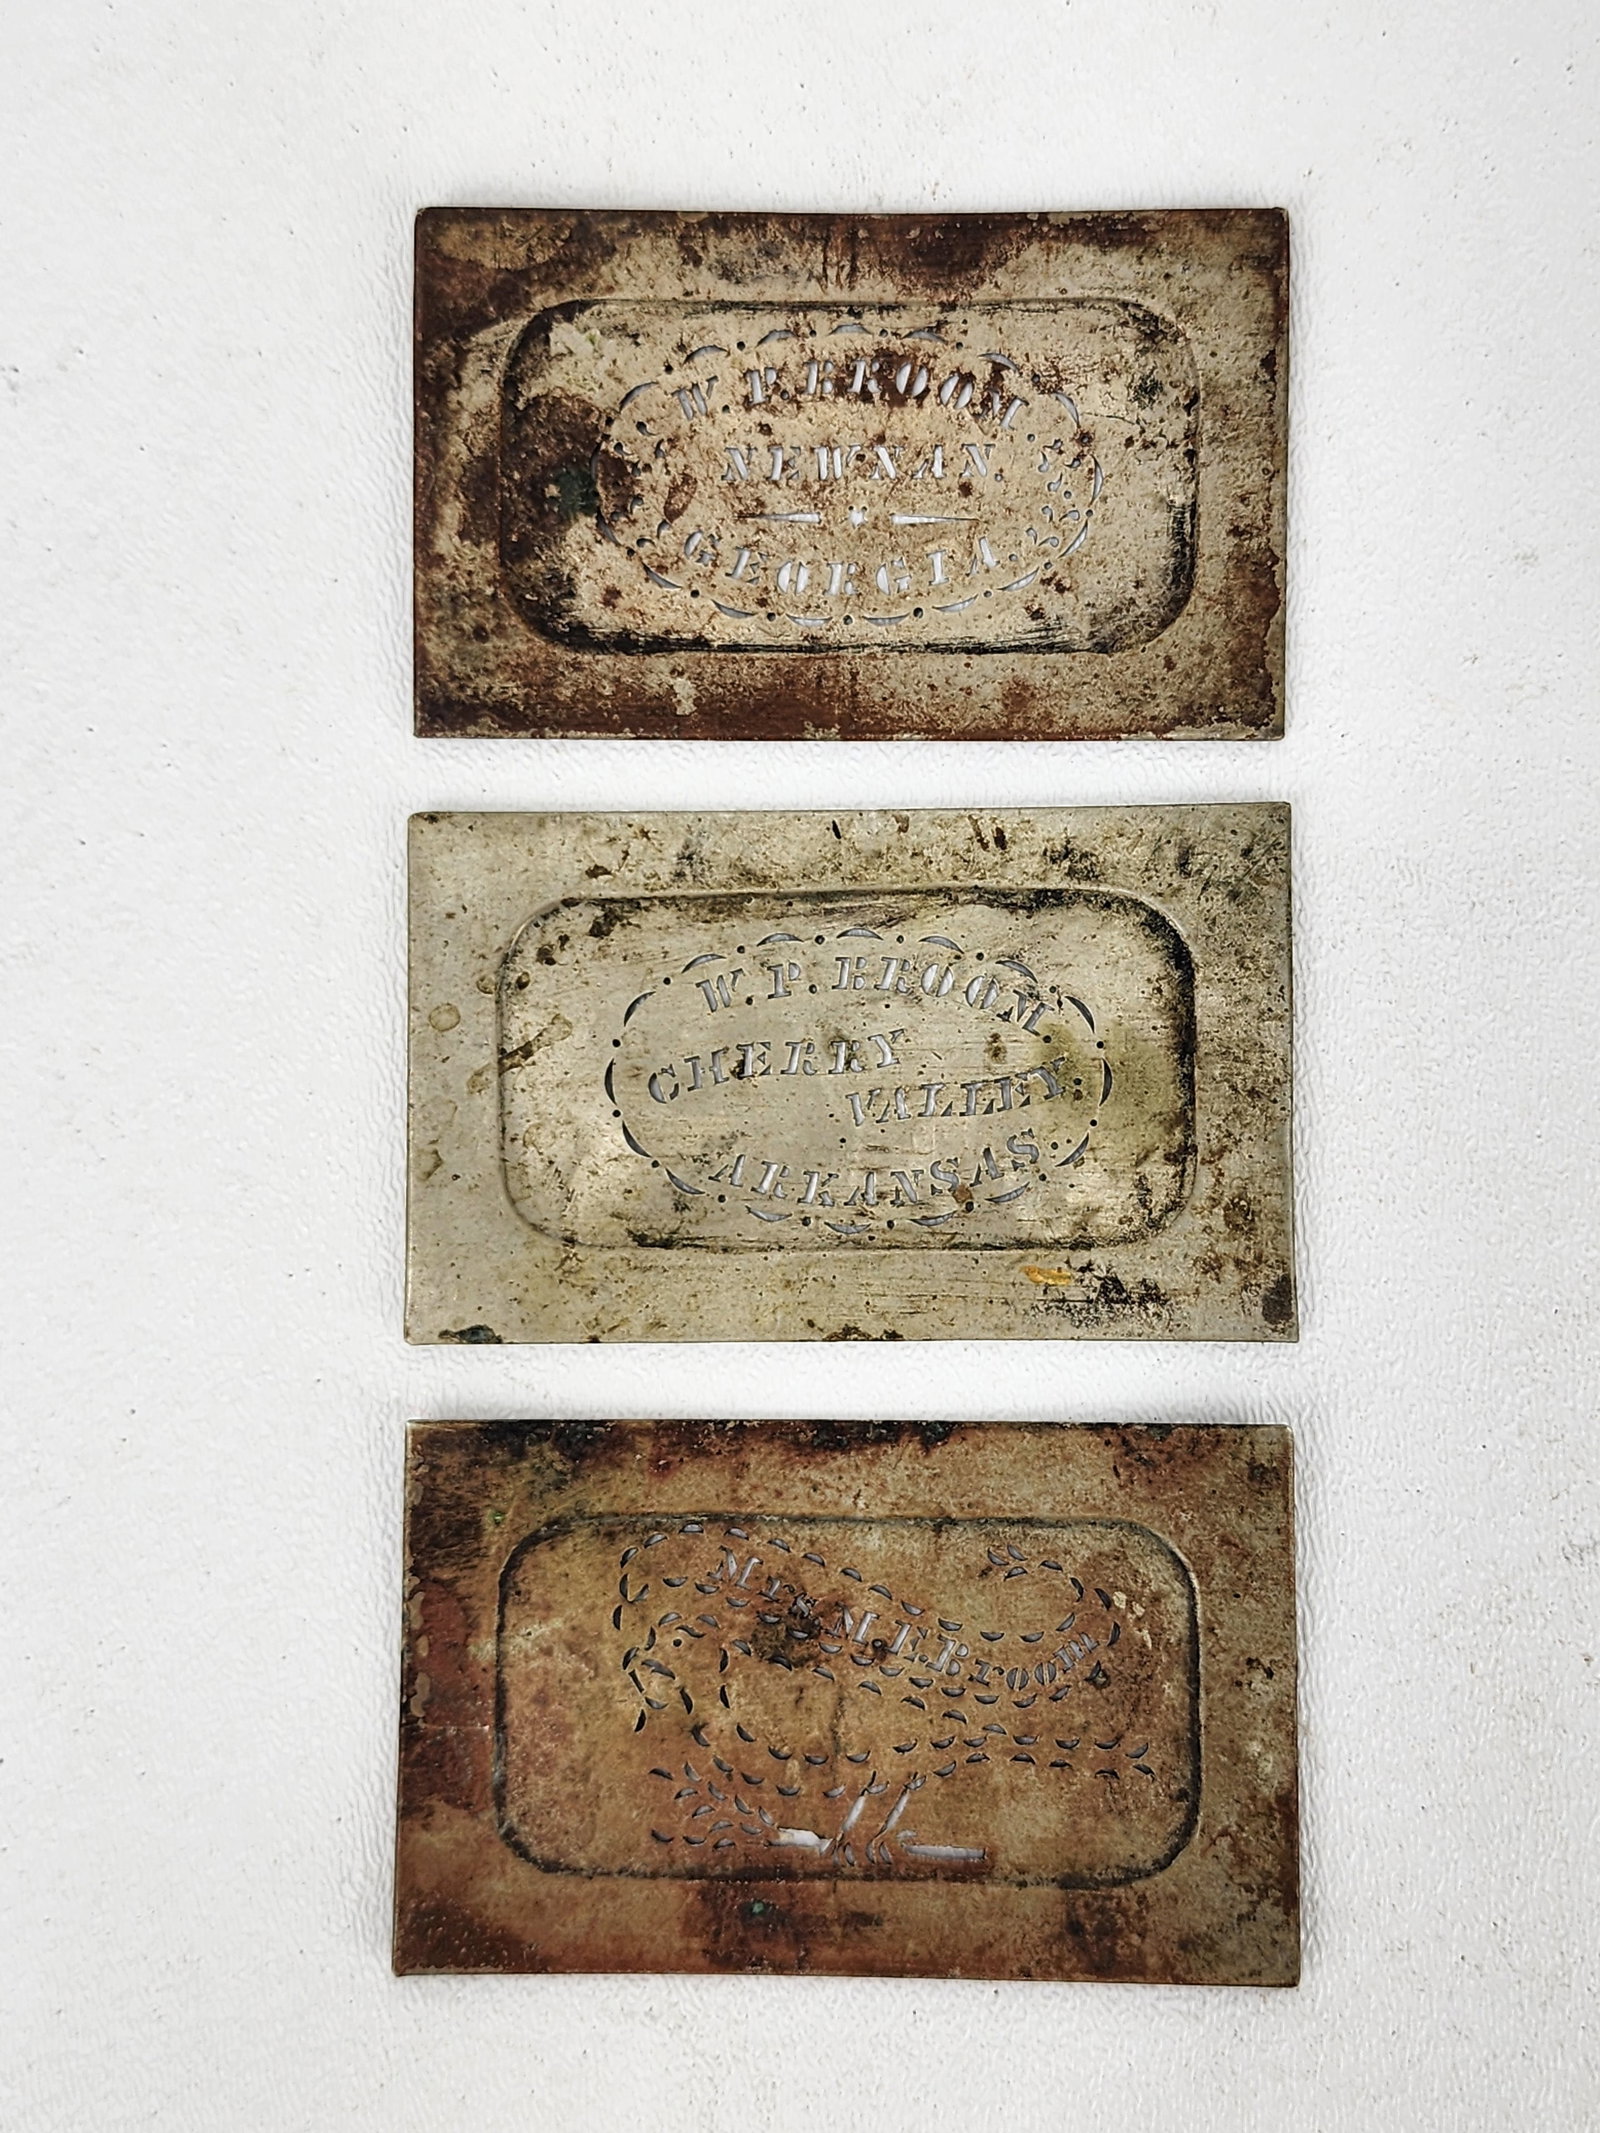 W. P. BROOM.
NEWNAN.
GEORGIA.
W. P. BROOM.
CHERRY
VALLEY.
ARKANSAS.
Mrs M.E.Broom